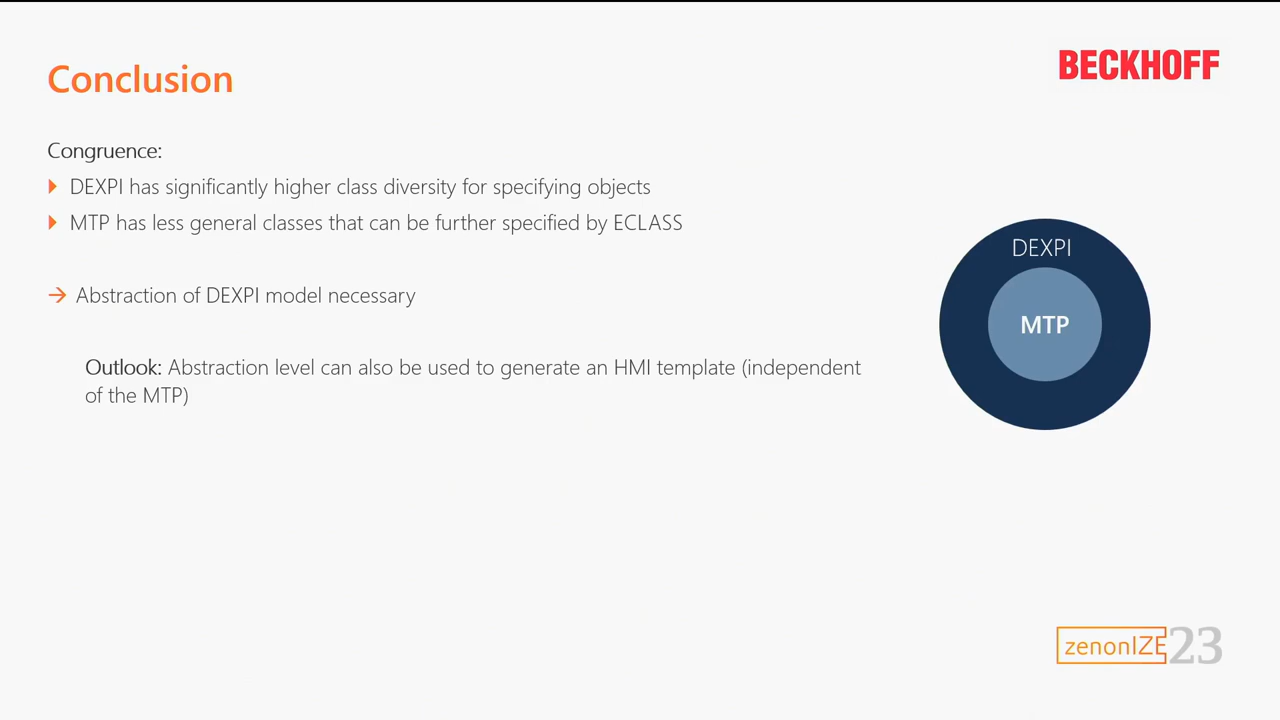 Conclusion
BECKHOFF
Congruence:
DEXPI has significantly higher class diversity for specifying objects
MTP has less general classes that can be further specified by ECLASS
→ Abstraction of DEXPI model necessary
Outlook: Abstraction level can also be used to generate an HMI template (independent
of the MTP)
DEXPI
MTP
zenonIZE23